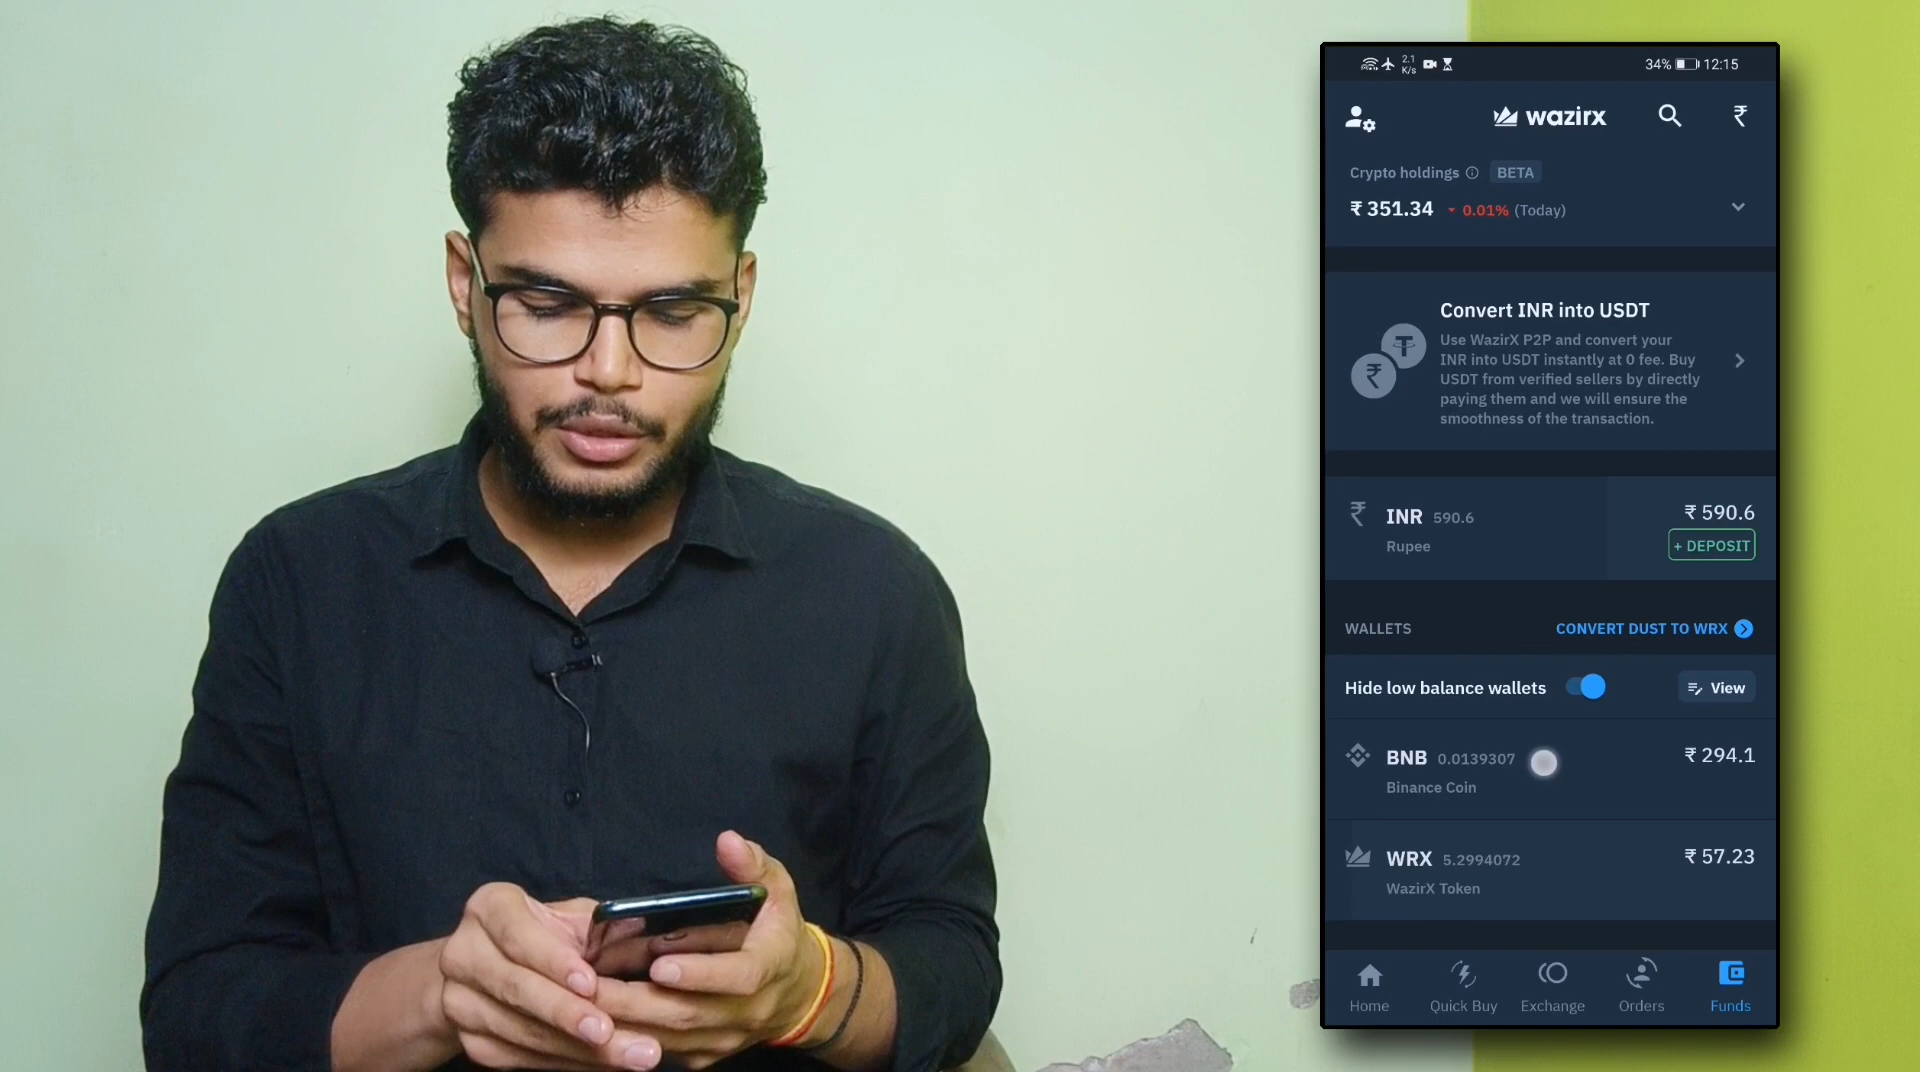 2.1
K/s
34% 12:15
wazirx
₹
Crypto holdings BETA
₹ 351.34 0.01% (Today)
Convert INR into USDT
Use WazirX P2P and convert your
INR into USDT instantly at 0 fee. Buy
USDT from verified sellers by directly
paying them and we will ensure the
smoothness of the transaction.
₹ INR 590.6 ₹ 590.6
Rupee + DEPOSIT
WALLETS CONVERT DUST TO WRX
Hide low balance wallets View
BNB 0.0139307 ₹ 294.1
Binance Coin
WRX 5.2994072 ₹ 57.23
WazirX Token
Home Quick Buy Exchange Orders Funds